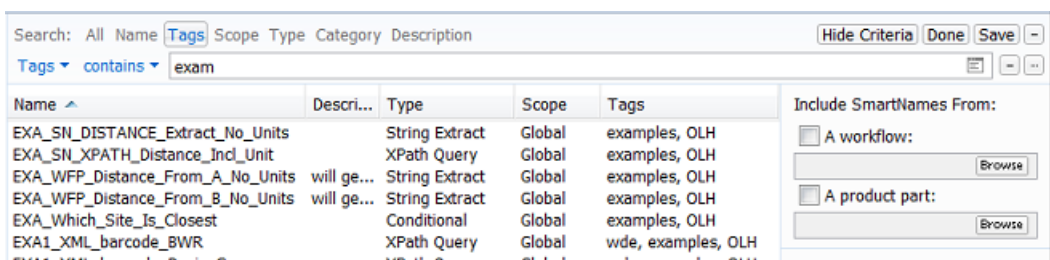 Search: All Name Tags Scope Type Category Description Hide Criteria Done Save
Tags contains exam
Name Descri... Type Scope Tags
EXA_SN_DISTANCE_Extract_No_Units String Extract Global examples, OLH
EXA_SN_XPATH_Distance_Incl_Unit XPath Query Global examples, OLH
EXA_WFP_Distance_From_A_No_Units will ge... String Extract Global examples, OLH
EXA_WFP_Distance_From_B_No_Units will ge... String Extract Global examples, OLH
EXA_Which_Site_Is_Closest Conditional Global examples, OLH
EXA1_XML_barcode_BWR XPath Query Global wde, examples, OLH
Include SmartNames From:
A workflow:
Browse
A product part:
Browse